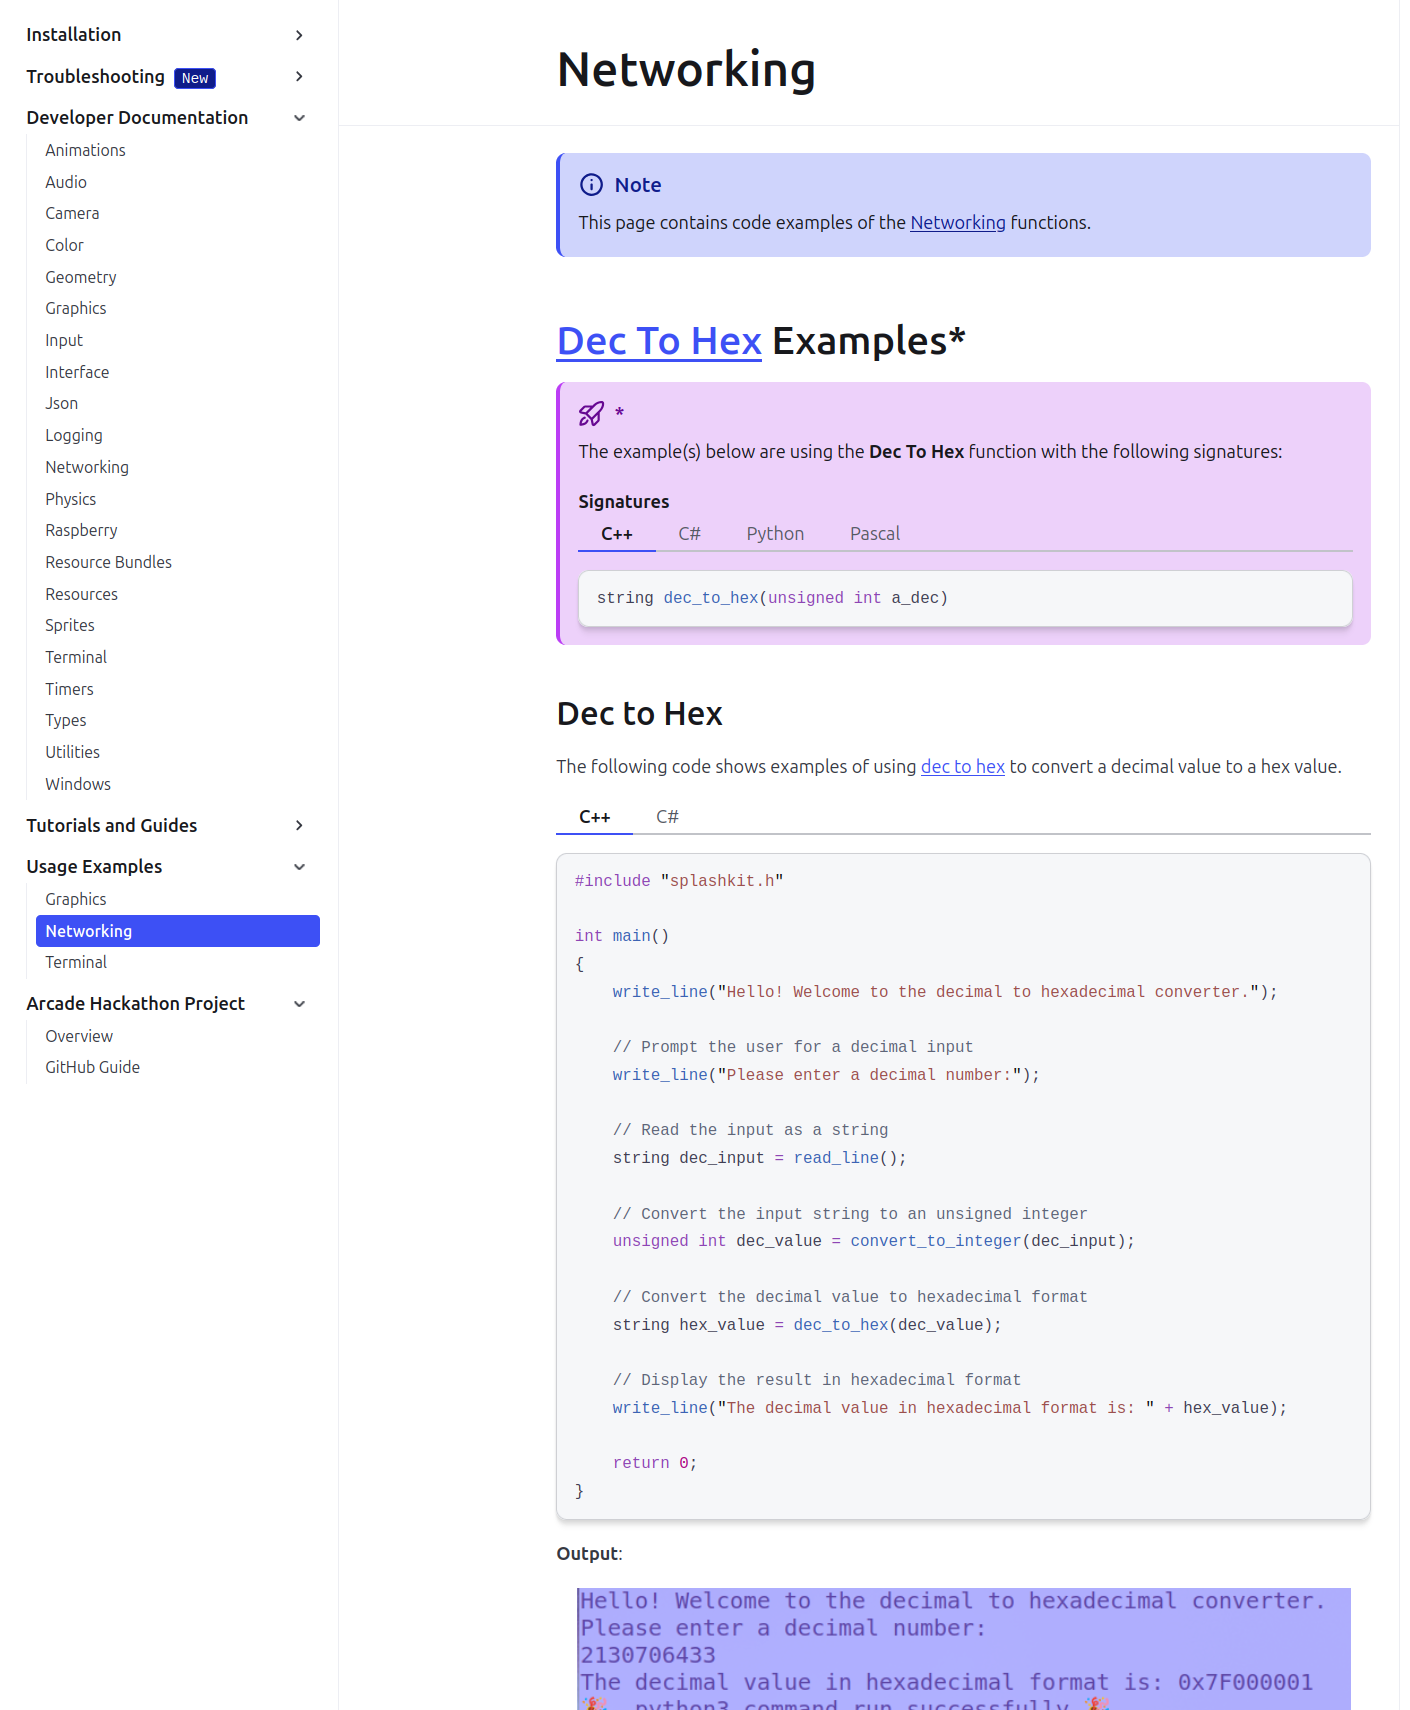 Installation
Troubleshooting New
Developer Documentation
Animations
Audio
Camera
Color
Geometry
Graphics
Input
Interface
Json
Logging
Networking
Physics
Raspberry
Resource Bundles
Resources
Sprites
Terminal
Timers
Types
Utilities
Windows
Tutorials and Guides
Usage Examples
Graphics
Networking
Terminal
Arcade Hackathon Project
Overview
GitHub Guide
Networking
Note
This page contains code examples of the Networking functions.
Dec To Hex Examples*
*
The example(s) below are using the Dec To Hex function with the following signatures:
Signatures
C++ C# Python Pascal
string dec_to_hex(unsigned int a_dec)
Dec to Hex
The following code shows examples of using dec to hex to convert a decimal value to a hex value.
C++ C#
#include "splashkit.h"
int main()
{
write_line("Hello! Welcome to the decimal to hexadecimal converter.");
// Prompt the user for a decimal input
write_line("Please enter a decimal number:");
// Read the input as a string
string dec_input = read_line();
// Convert the input string to an unsigned integer
unsigned int dec_value = convert_to_integer(dec_input);
// Convert the decimal value to hexadecimal format
string hex_value = dec_to_hex(dec_value);
// Display the result in hexadecimal format
write_line("The decimal value in hexadecimal format is: " + hex_value);
return 0;
}
Output:
Hello! Welcome to the decimal to hexadecimal converter.
Please enter a decimal number:
2130706433
The decimal value in hexadecimal format is: 0x7F000001
🎉 python3 command run successfully 🎉